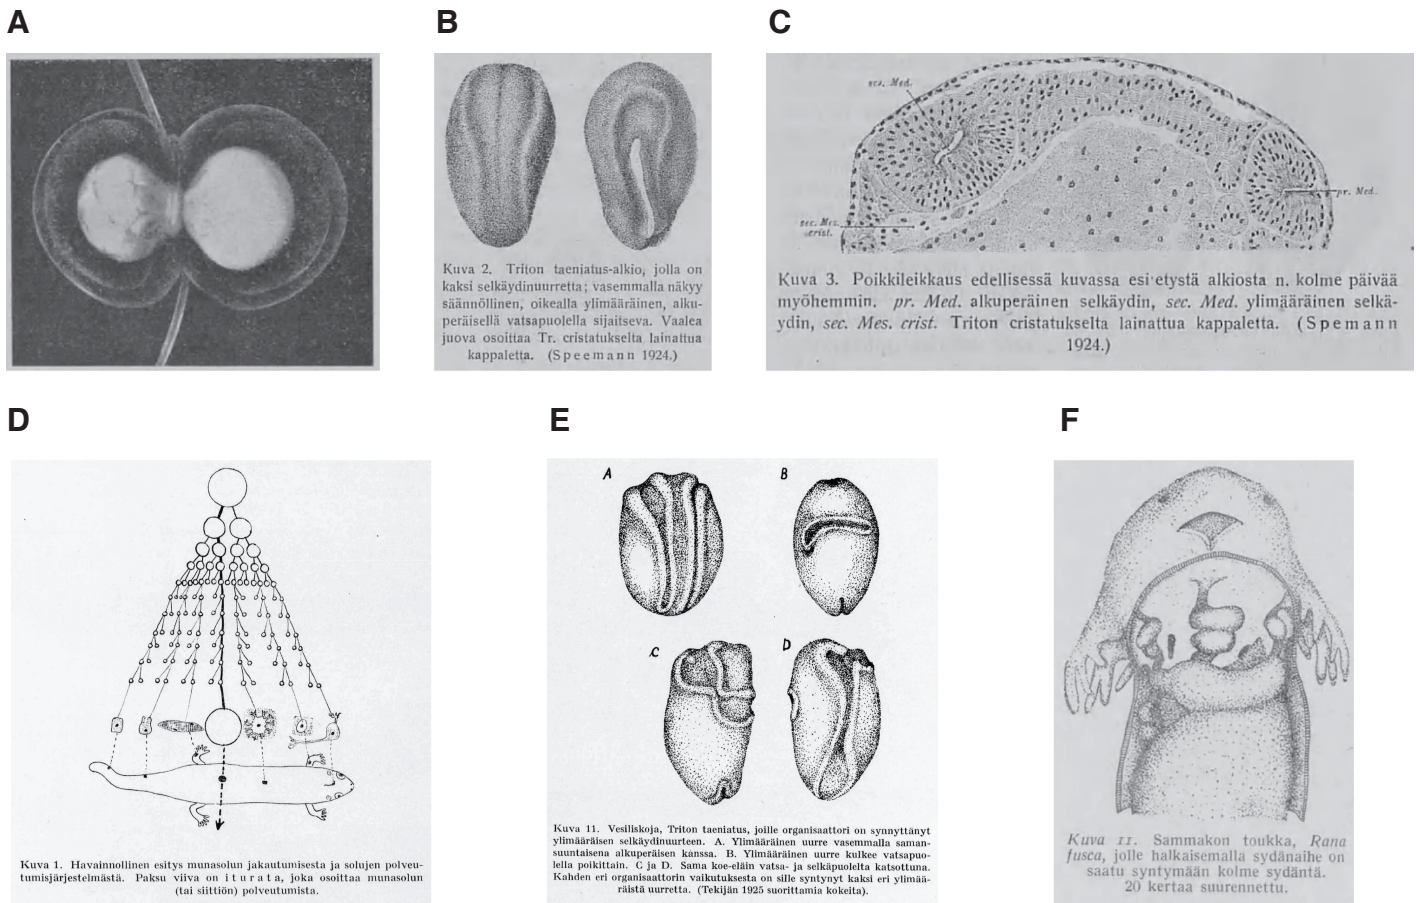 A
B
C
sec. Med.
pr. Med.
sec. Mes.
crist.
Kuva 2. Triton taeniatus-alkio, jolla on
kaksi selkäydinuurretta; vasemmalla näkyy
säännöllinen, oikealla ylimääräinen, alku-
peräisellä vatsapuolella sijaitseva. Vaalea
juova osoittaa Tr. cristatukselta lainattua
kappaletta. (Speemann 1924.)
Kuva 3. Poikkileikkaus edellisessä kuvassa esi etystä alkiosta n. kolme päivää
myöhemmin. pr. Med. alkuperäinen selkäydin, sec. Med. ylimääräinen selkä-
ydin, sec. Mes. crist. Triton cristatukselta lainattua kappaletta. (Spemann
1924.)
D
E
F
A
B
C
D
Kuva 1. Havainnollinen esitys munasolun jakautumisesta ja solujen polveu-
tumisjärjestelmästä. Paksu viiva on iturata, joka osoittaa munasolun
(tai siittiön) polveutumista.
Kuva 11. Vesiliskoja, Triton taeniatus, joille organisaattori on synnyttänyt
ylimääräisen selkäydinuurteen. A. Ylimääräinen uurre vasemmalla saman-
suuntaisena alkuperäisen kanssa. B. Ylimääräinen uurre kulkee vatsapuo-
lella poikittain. C ja D. Sama koe-eläin vatsa- ja selkäpuolelta katsottuna.
Kahden eri organisaattorin vaikutuksesta on sille syntynyt kaksi eri ylimää-
räistä uurretta. (Tekijän 1925 suorittamia kokeita).
Kuva 11. Sammakon toukka, Rana
fusca, jolle halkaisemalla sydänaihe on
saatu syntymään kolme sydäntä.
20 kertaa suurennettu.